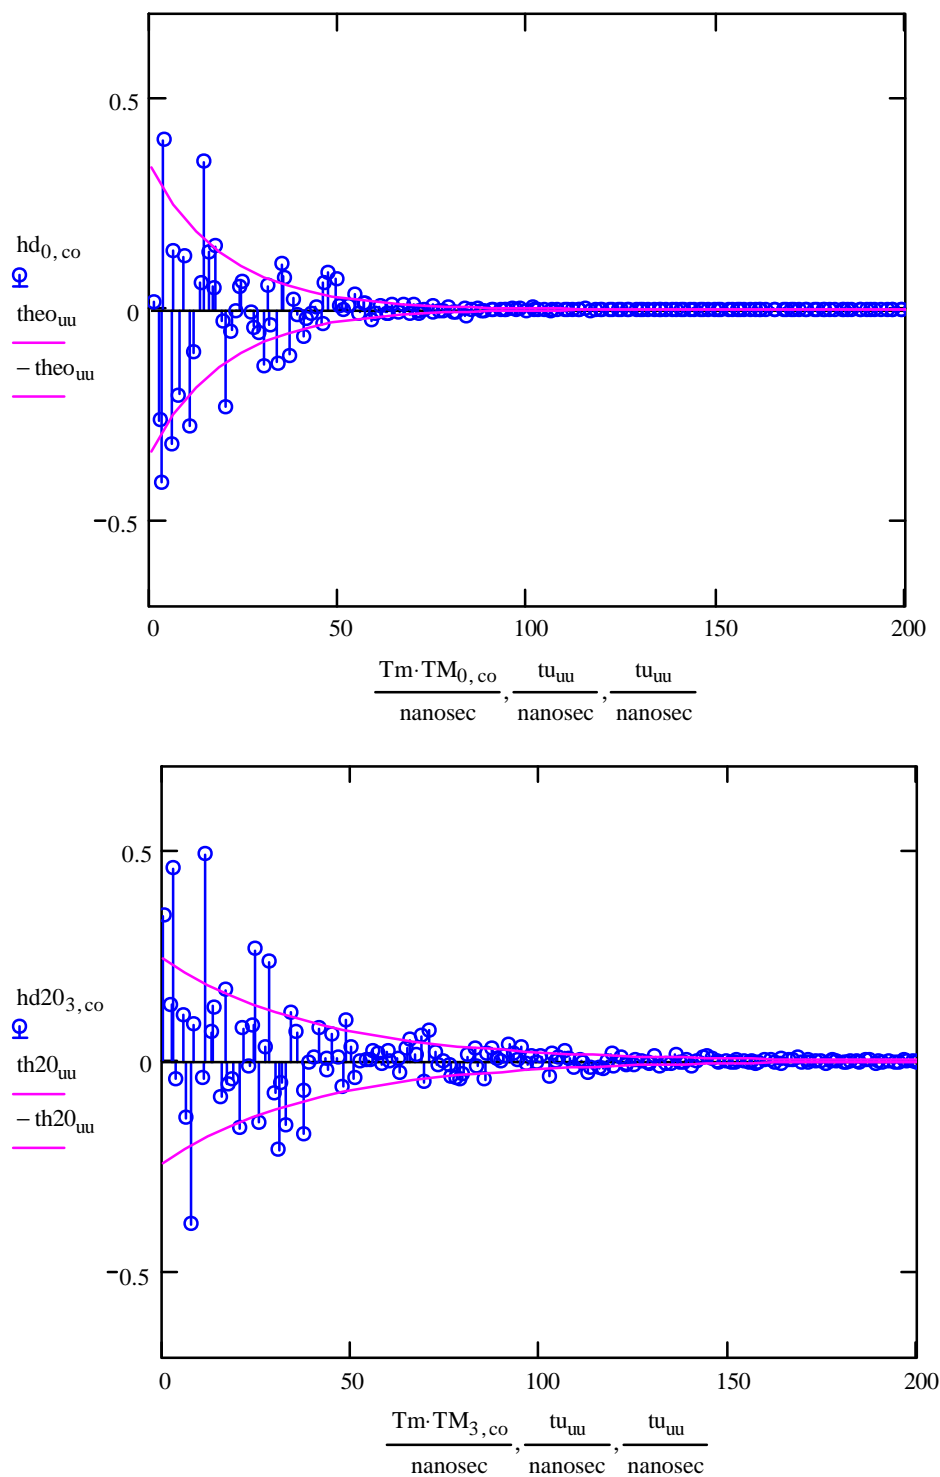 0.5
hd0, co
theouu
0
− theouu
−0.5
0 50 100 150 200
Tm·TM0, co / nanosec , tuuu / nanosec , tuuu / nanosec
0.5
hd203, co
th20uu
0
− th20uu
−0.5
0 50 100 150 200
Tm·TM3, co / nanosec , tuuu / nanosec , tuuu / nanosec